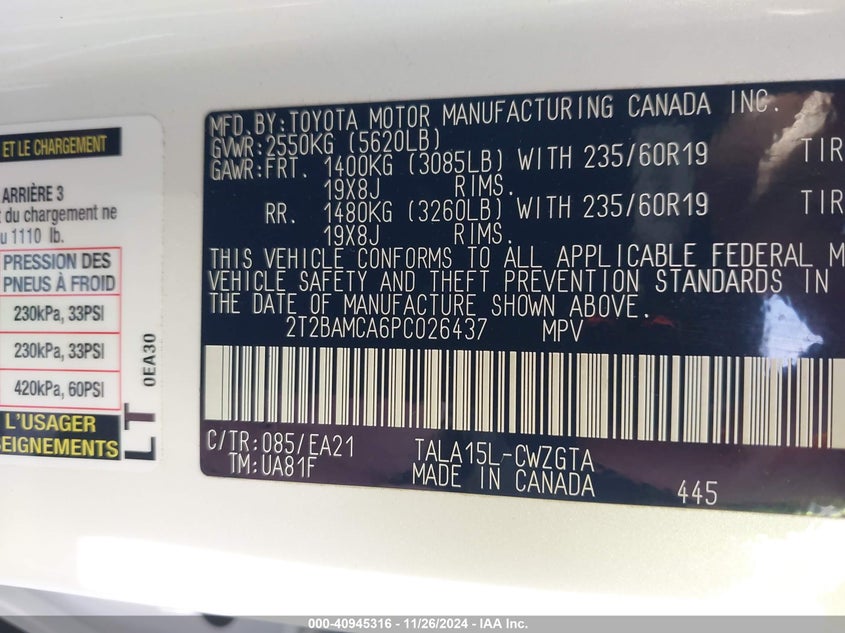 ET LE CHARGEMENT
ARRIÈRE 3
du chargement ne
1110 lb.
PRESSION DES
PNEUS À FROID
230kPa, 33PSI
230kPa, 33PSI
420kPa, 60PSI
L'USAGER
SEIGNEMENTS
0EA30
LT
MFD.BY:TOYOTA MOTOR MANUFACTURING CANADA INC.
GVWR:2550KG (5620LB)
GAWR:FRT. 1400KG (3085LB) WITH 235/60R19 TIR
19X8J RIMS.
RR. 1480KG (3260LB) WITH 235/60R19 TIR
19X8J RIMS.
THIS VEHICLE CONFORMS TO ALL APPLICABLE FEDERAL M
VEHICLE SAFETY AND THEFT PREVENTION STANDARDS IN
THE DATE OF MANUFACTURE SHOWN ABOVE.
2T2BAMCA6PC026437 MPV
C/TR:085/EA21 TALA15L-CWZGTA
TM:UA81F MADE IN CANADA 445
000-40945316 - 11/26/2024 - IAA Inc.